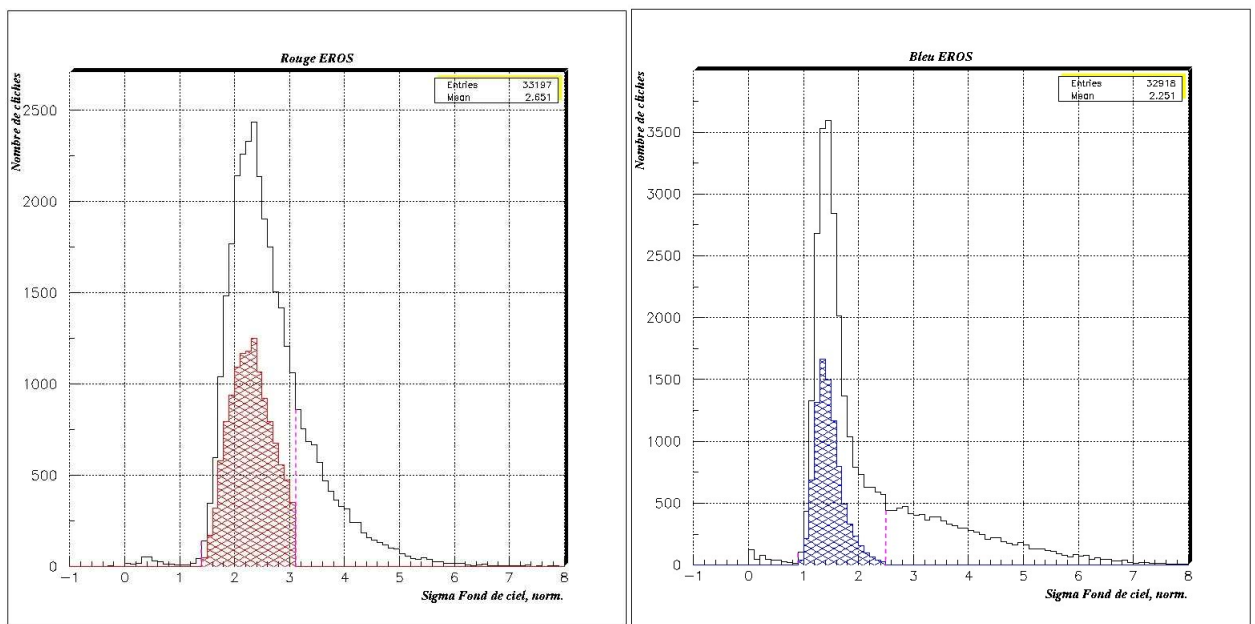 Rouge EROS
Nombre de cliches
Entries 33197
Mean 2.651
2500
2000
1500
1000
500
0
-1 0 1 2 3 4 5 6 7 8
Sigma Fond de ciel, norm.
Bleu EROS
Nombre de cliches
Entries 32918
Mean 2.251
3500
3000
2500
2000
1500
1000
500
0
-1 0 1 2 3 4 5 6 7 8
Sigma Fond de ciel, norm.